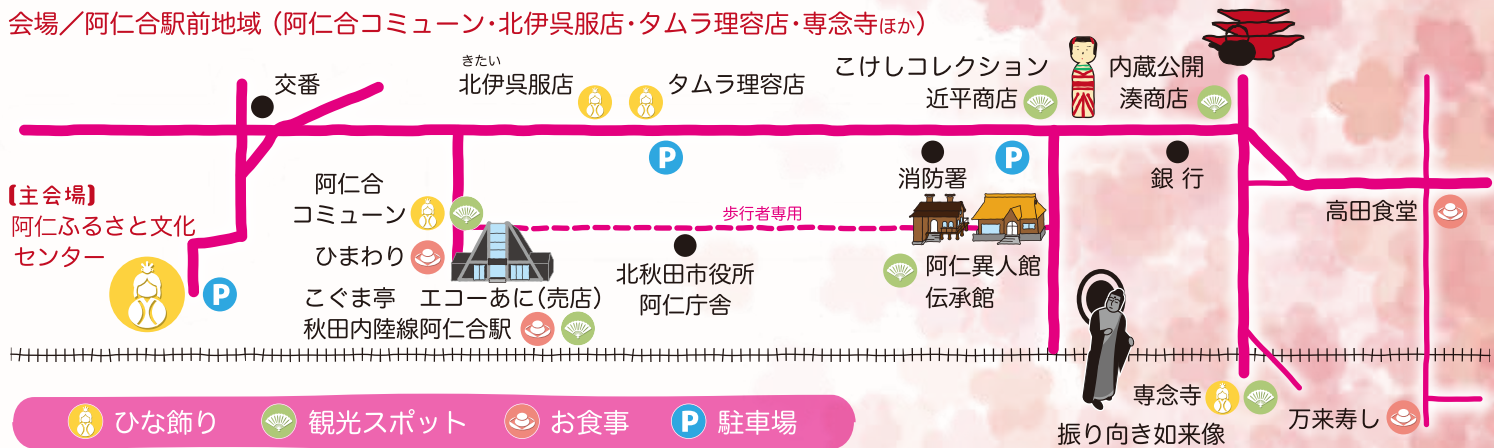 会場／阿仁合駅前地域（阿仁合コミューン・北伊呉服店・タムラ理容店・専念寺ほか）
交番
きたい
北伊呉服店
タムラ理容店
こけしコレクション
近平商店
内蔵公開
湊商店
P
消防署
P
銀行
【主会場】
阿仁ふるさと文化
センター
P
阿仁合
コミューン
ひまわり
こぐま亭 エコーあに（売店）
秋田内陸線阿仁合駅
歩行者専用
北秋田市役所
阿仁庁舎
阿仁異人館
伝承館
高田食堂
専念寺
振り向き如来像
万来寿し
ひな飾り
観光スポット
お食事
P 駐車場